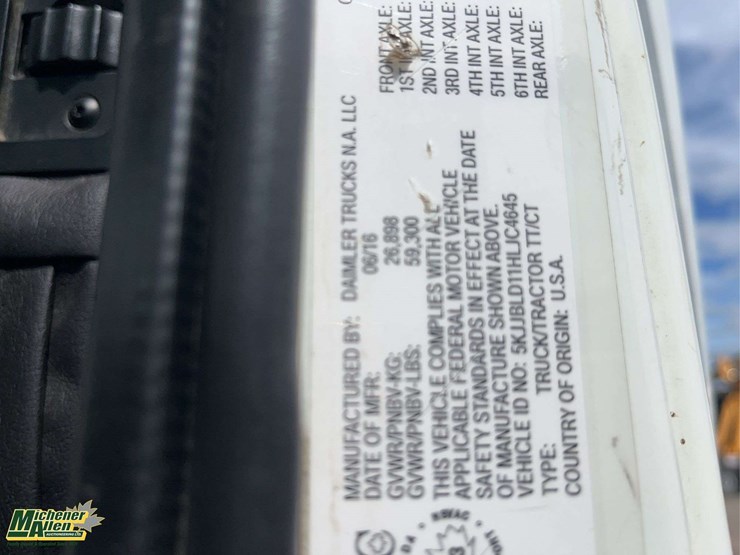 MANUFACTURED BY: DAIMLER TRUCKS N.A. LLC
DATE OF MFR: 06/16
GVWR/PNBV-KG: 26,898
GVWR/PNBV-LBS: 59,300
THIS VEHICLE COMPLIES WITH ALL
APPLICABLE FEDERAL MOTOR VEHICLE
SAFETY STANDARDS IN EFFECT AT THE DATE
OF MANUFACTURE SHOWN ABOVE.
VEHICLE ID NO: 5KJJBLD11HLJC4645
TYPE: TRUCK/TRACTOR TT/CT
COUNTRY OF ORIGIN: U.S.A.
FRONT AXLE:
1ST INT AXLE:
2ND INT AXLE:
3RD INT AXLE:
4TH INT AXLE:
5TH INT AXLE:
6TH INT AXLE:
REAR AXLE:
Michener
Allen
AUCTIONEERING LTD.